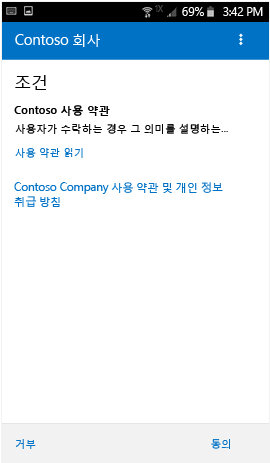 1X 69% 3:42 PM
Contoso 회사
조건
Contoso 사용 약관
사용자가 수락하는 경우 그 의미를 설명하는...
사용 약관 읽기
Contoso Company 사용 약관 및 개인 정보
취급 방침
거부 동의